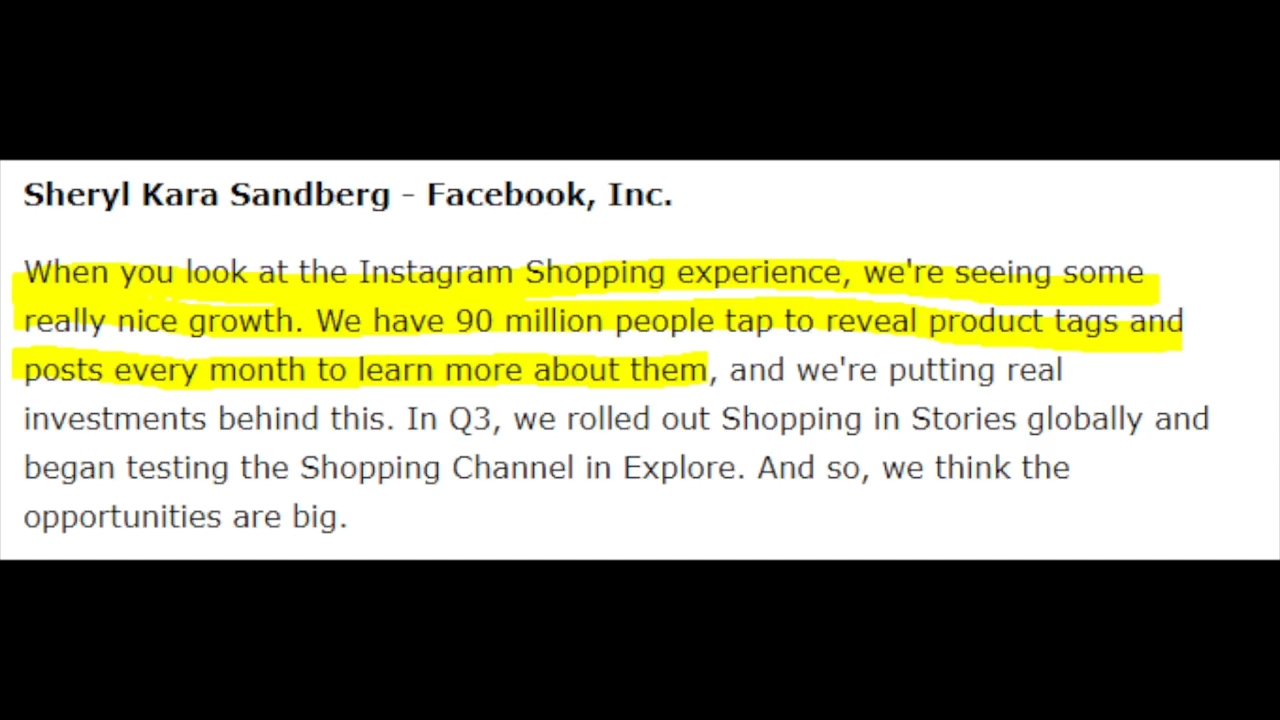 Sheryl Kara Sandberg - Facebook, Inc.
When you look at the Instagram Shopping experience, we're seeing some
really nice growth. We have 90 million people tap to reveal product tags and
posts every month to learn more about them, and we're putting real
investments behind this. In Q3, we rolled out Shopping in Stories globally and
began testing the Shopping Channel in Explore. And so, we think the
opportunities are big.